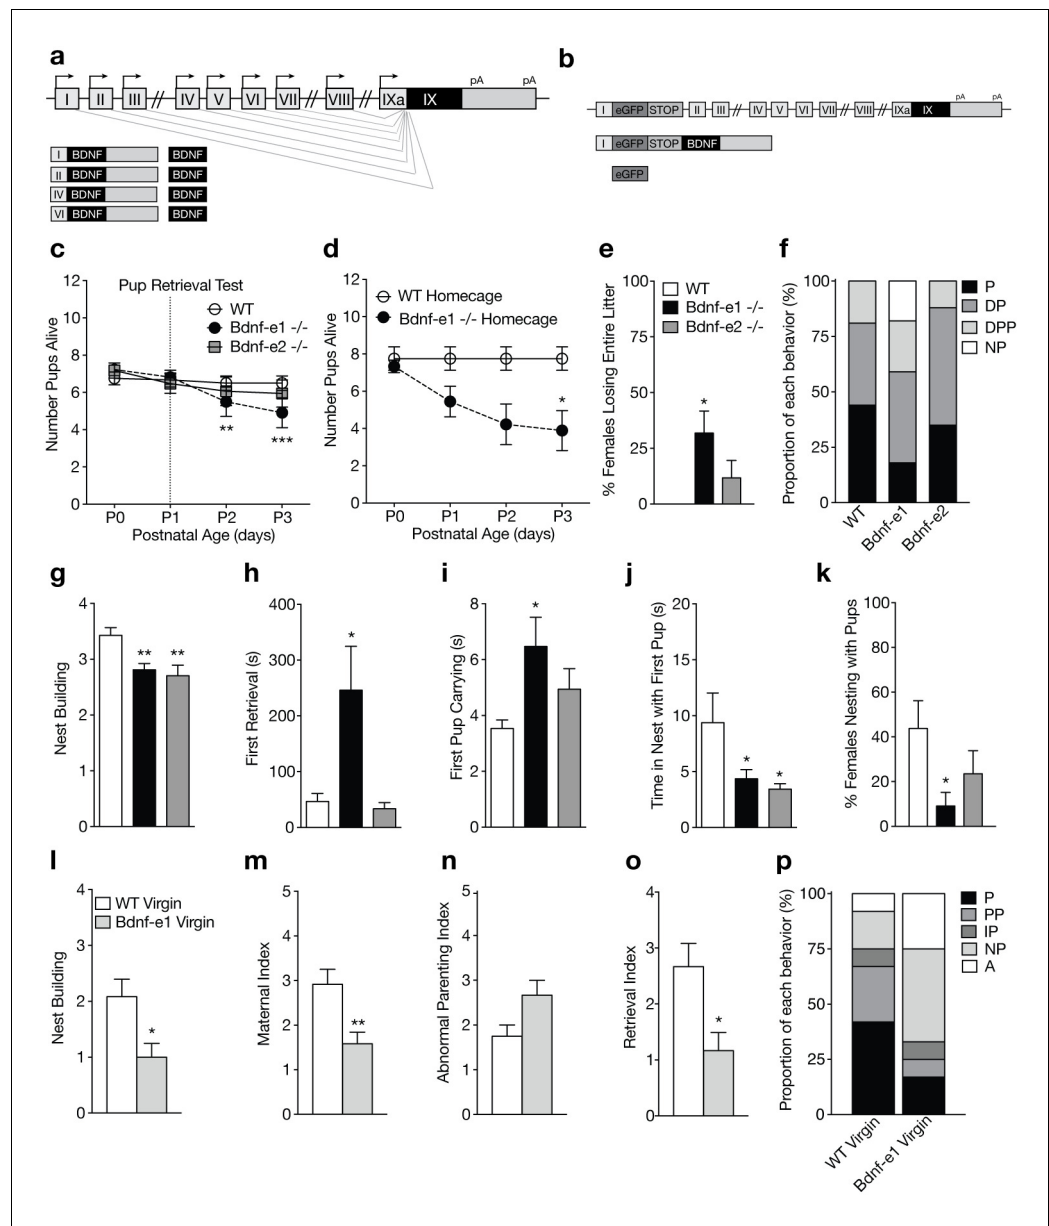 a
b
pA pA
I II III IV V VI VII VIII IXa IX
pA pA
I eGFP STOP II III IV V VI VII VIII IXa IX
I BDNF BDNF
II BDNF BDNF
IV BDNF BDNF
VI BDNF BDNF
I eGFP STOP BDNF
eGFP
c
Pup Retrieval Test
WT
Bdnf-e1 -/-
Bdnf-e2 -/-
Number Pups Alive
12
10
8
6
4
2
0
** ***
P0 P1 P2 P3
Postnatal Age (days)
d
WT Homecage
Bdnf-e1 -/- Homecage
Number Pups Alive
12
10
8
6
4
2
0
*
P0 P1 P2 P3
Postnatal Age (days)
e
WT
Bdnf-e1 -/-
Bdnf-e2 -/-
% Females Losing Entire Litter
100
75
50
25
0
*
f
Proportion of each behavior (%)
100
75
50
25
0
P
DP
DPP
NP
WT Bdnf-e1 Bdnf-e2
g
Nest Building
4
3
2
1
0
** **
h
First Retrieval (s)
400
300
200
100
0
*
i
First Pup Carrying (s)
8
6
4
2
0
*
j
Time in Nest with First Pup (s)
20
15
10
5
0
* *
k
% Females Nesting with Pups
100
80
60
40
20
0
*
l
WT Virgin
Bdnf-e1 Virgin
Nest Building
4
3
2
1
0
*
m
Maternal Index
5
4
3
2
1
0
**
n
Abnormal Parenting Index
5
4
3
2
1
0
o
Retrieval Index
4
3
2
1
0
*
p
Proportion of each behavior (%)
100
75
50
25
0
P
PP
IP
NP
A
WT Virgin Bdnf-e1 Virgin